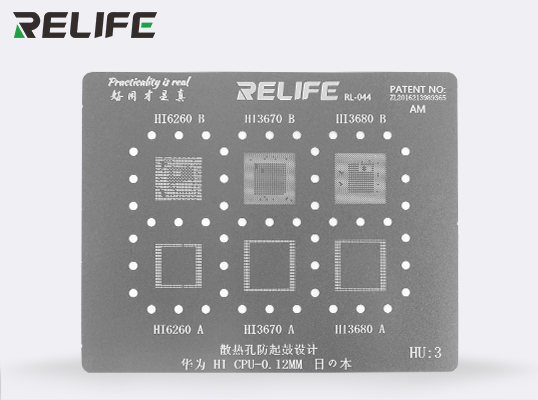 RELIFE
Practicality is real
好用才是真
RELIFE RL-044
PATENT NO:
ZL2016213989365
AM
HI6260 B HI3670 B HI3680 B
HI6260 A HI3670 A HI3680 A
散热孔防起鼓设计
华为 HI CPU-0.12MM 日の本
HU:3